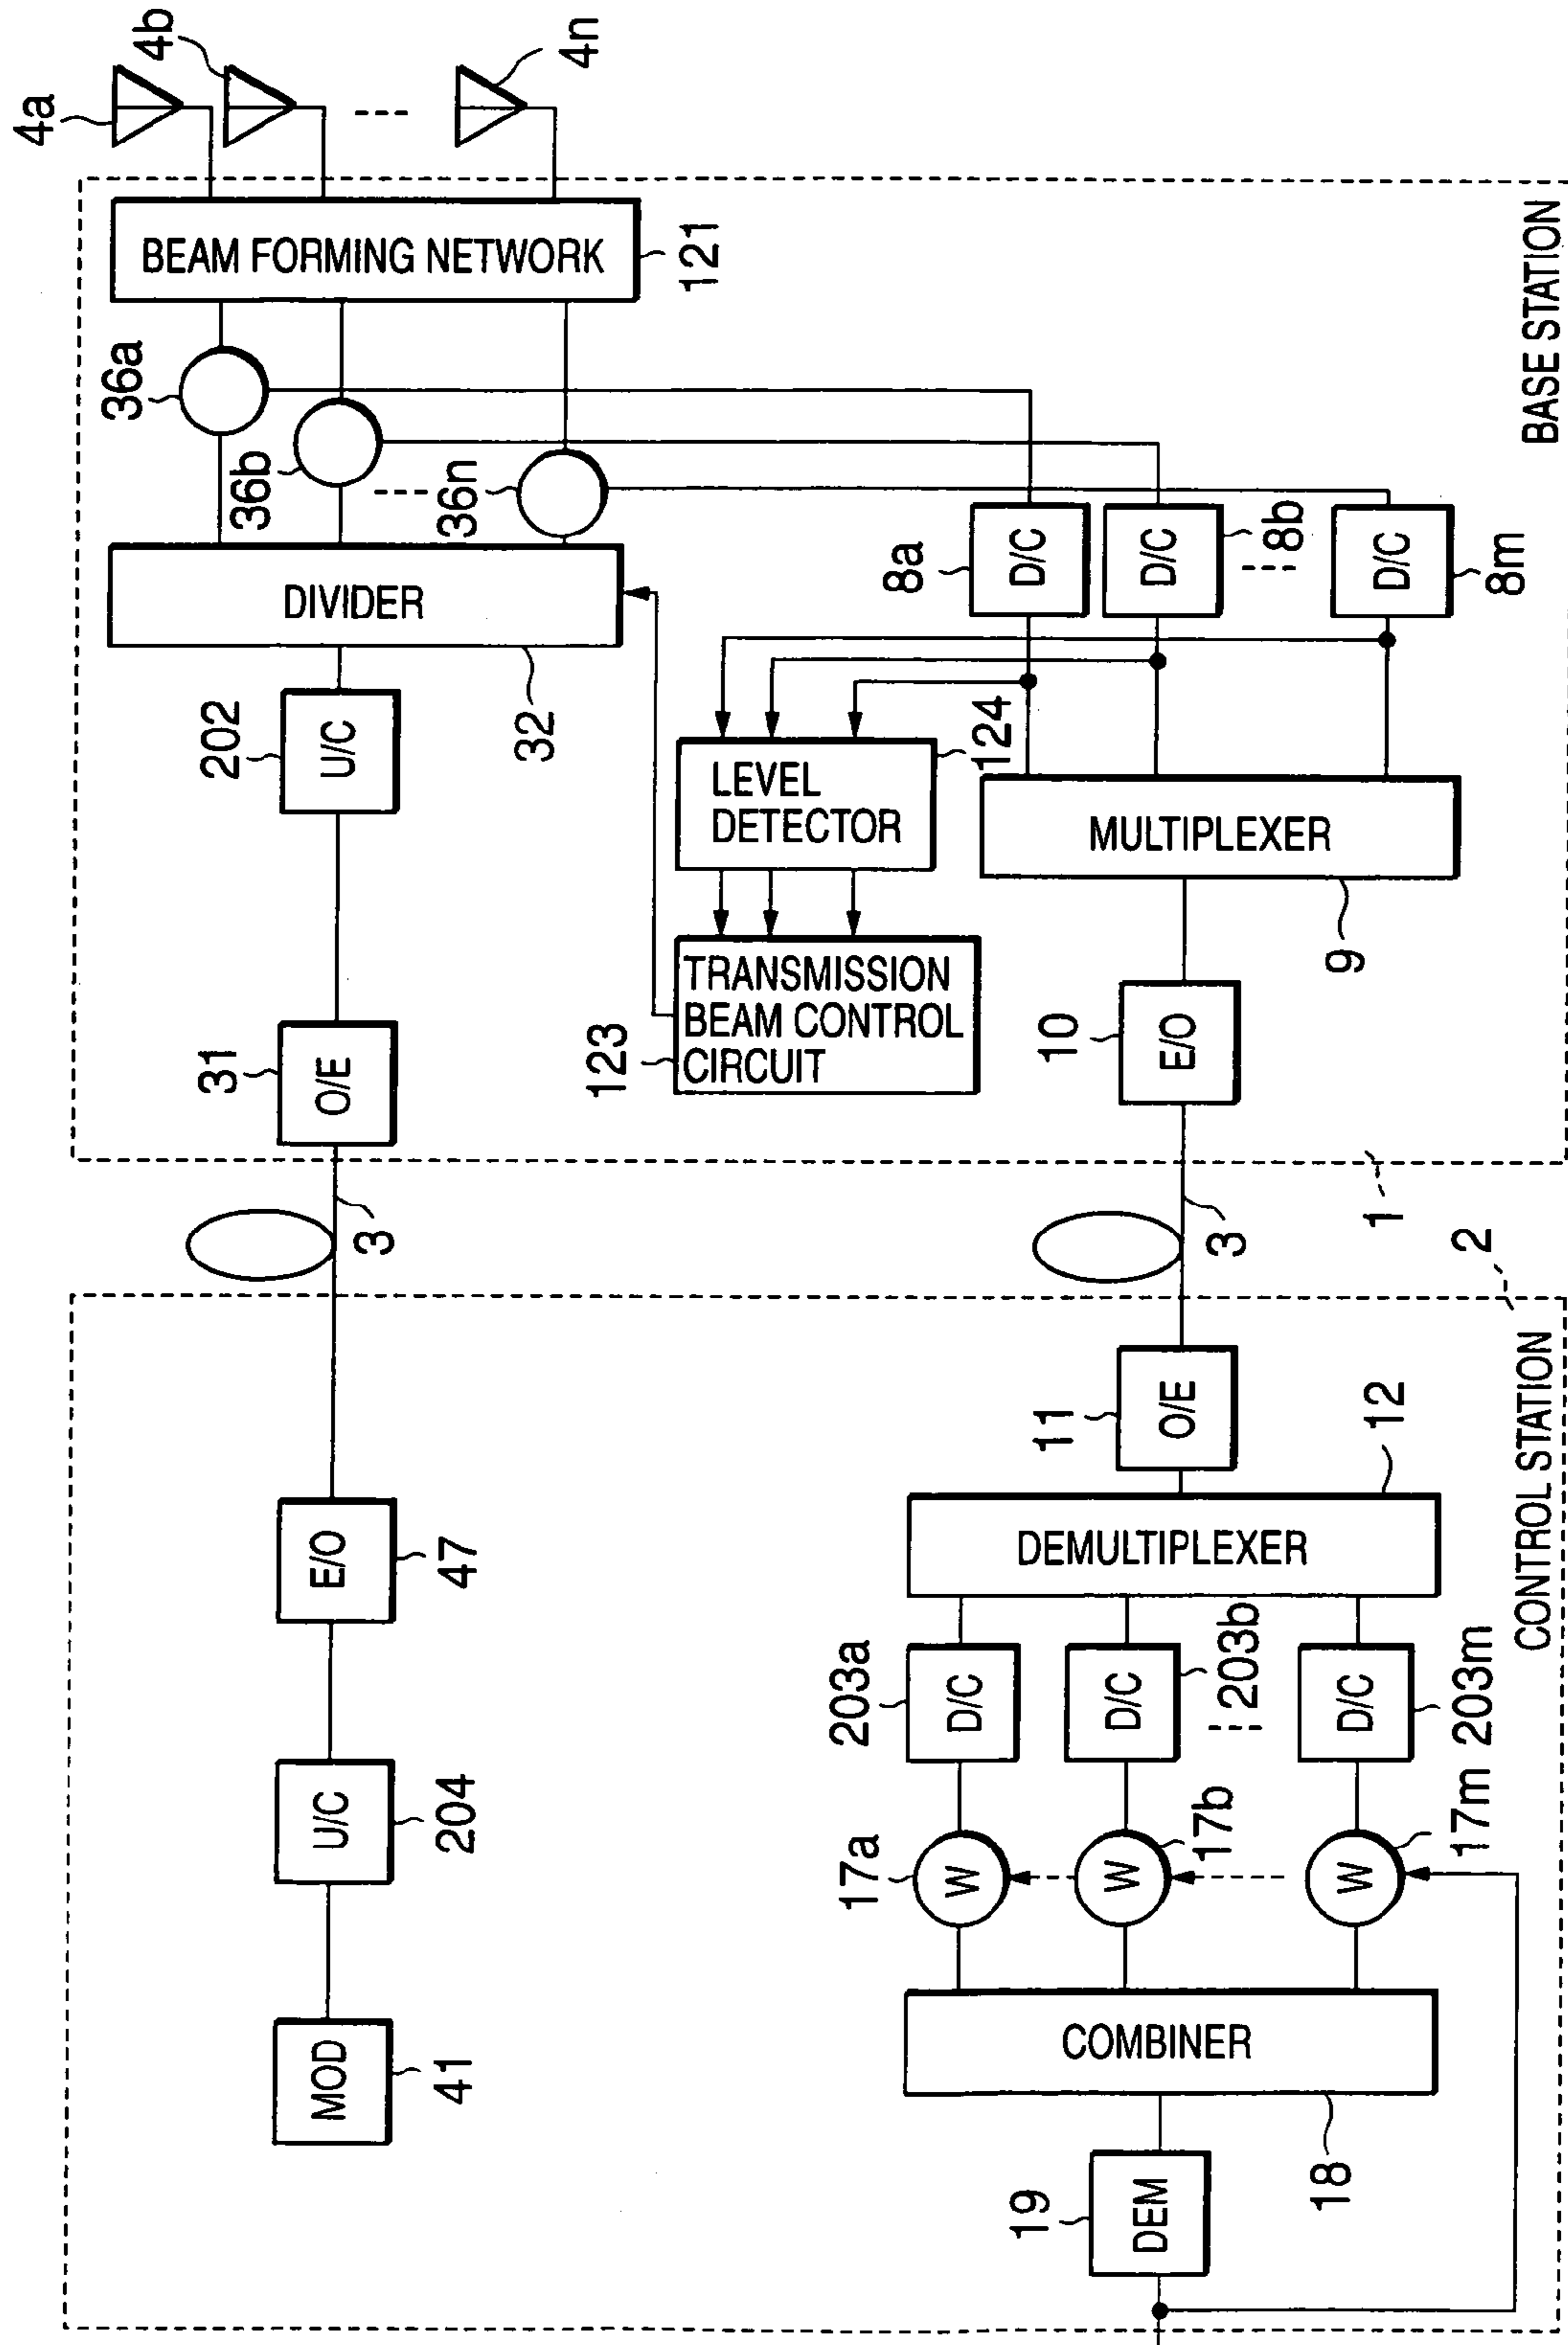 4a
4b
4n
BEAM FORMING NETWORK
121
36a
36b
36n
DIVIDER
32
202
U/C
31
O/E
8a
D/C
D/C
8b
D/C
8m
LEVEL
DETECTOR
124
TRANSMISSION
BEAM CONTROL
CIRCUIT
123
MULTIPLEXER
9
10
E/O
BASE STATION
1
3
3
2
CONTROL STATION
E/O
47
U/C
204
MOD
41
11
O/E
12
DEMULTIPLEXER
203a
D/C
D/C
203b
D/C
203m
17a
W
W
17b
W
17m
COMBINER
18
19
DEM